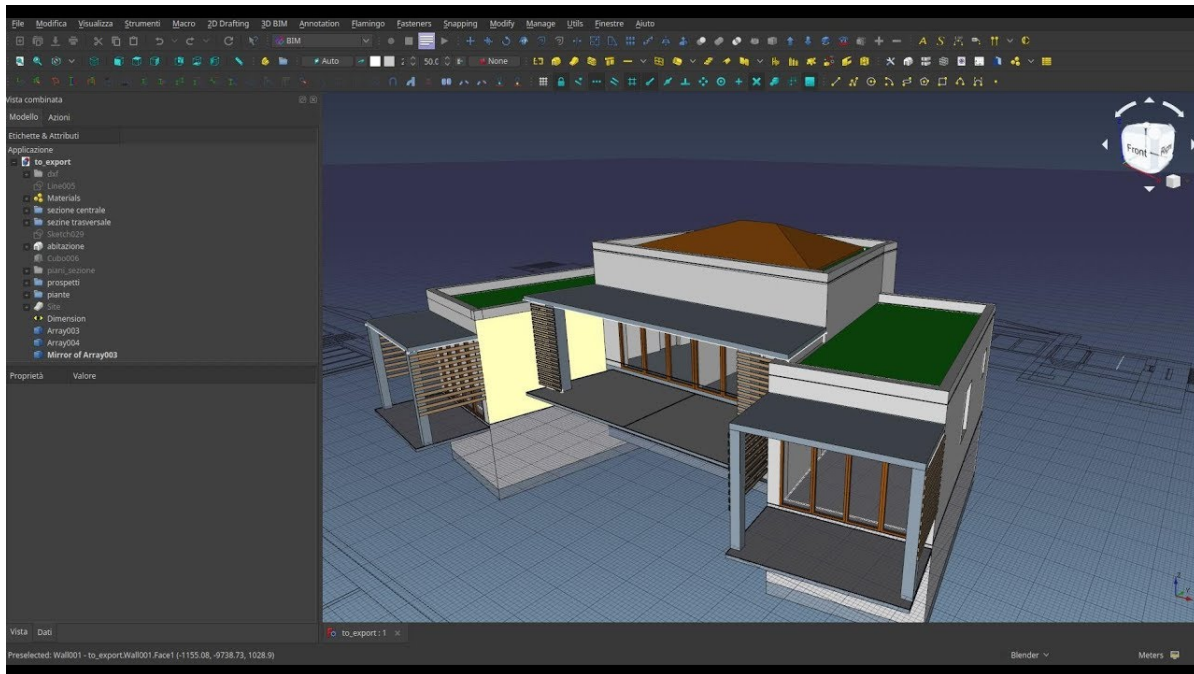 File Modifica Visualizza Strumenti Macro 2D Drafting 3D BIM Annotation Flamingo Fasteners Snapping Modify Manage Utils Finestre Aiuto
BIM
Auto 50.0 None
Vista combinata
Modello Azioni
Etichette & Attributi
Applicazione
to_export
dxf
Line005
Materials
sezione centrale
sezine trasversale
Sketch029
abitazione
Cubo006
piani_sezione
prospetti
piante
Site
Dimension
Array003
Array004
Mirror of Array003
Proprietà Valore
Front
Vista Dati
to_export : 1
Preselected: Wall001 - to_export.Wall001.Face1 (-1155.08, -9738.73, 1028.9)
Blender
Meters